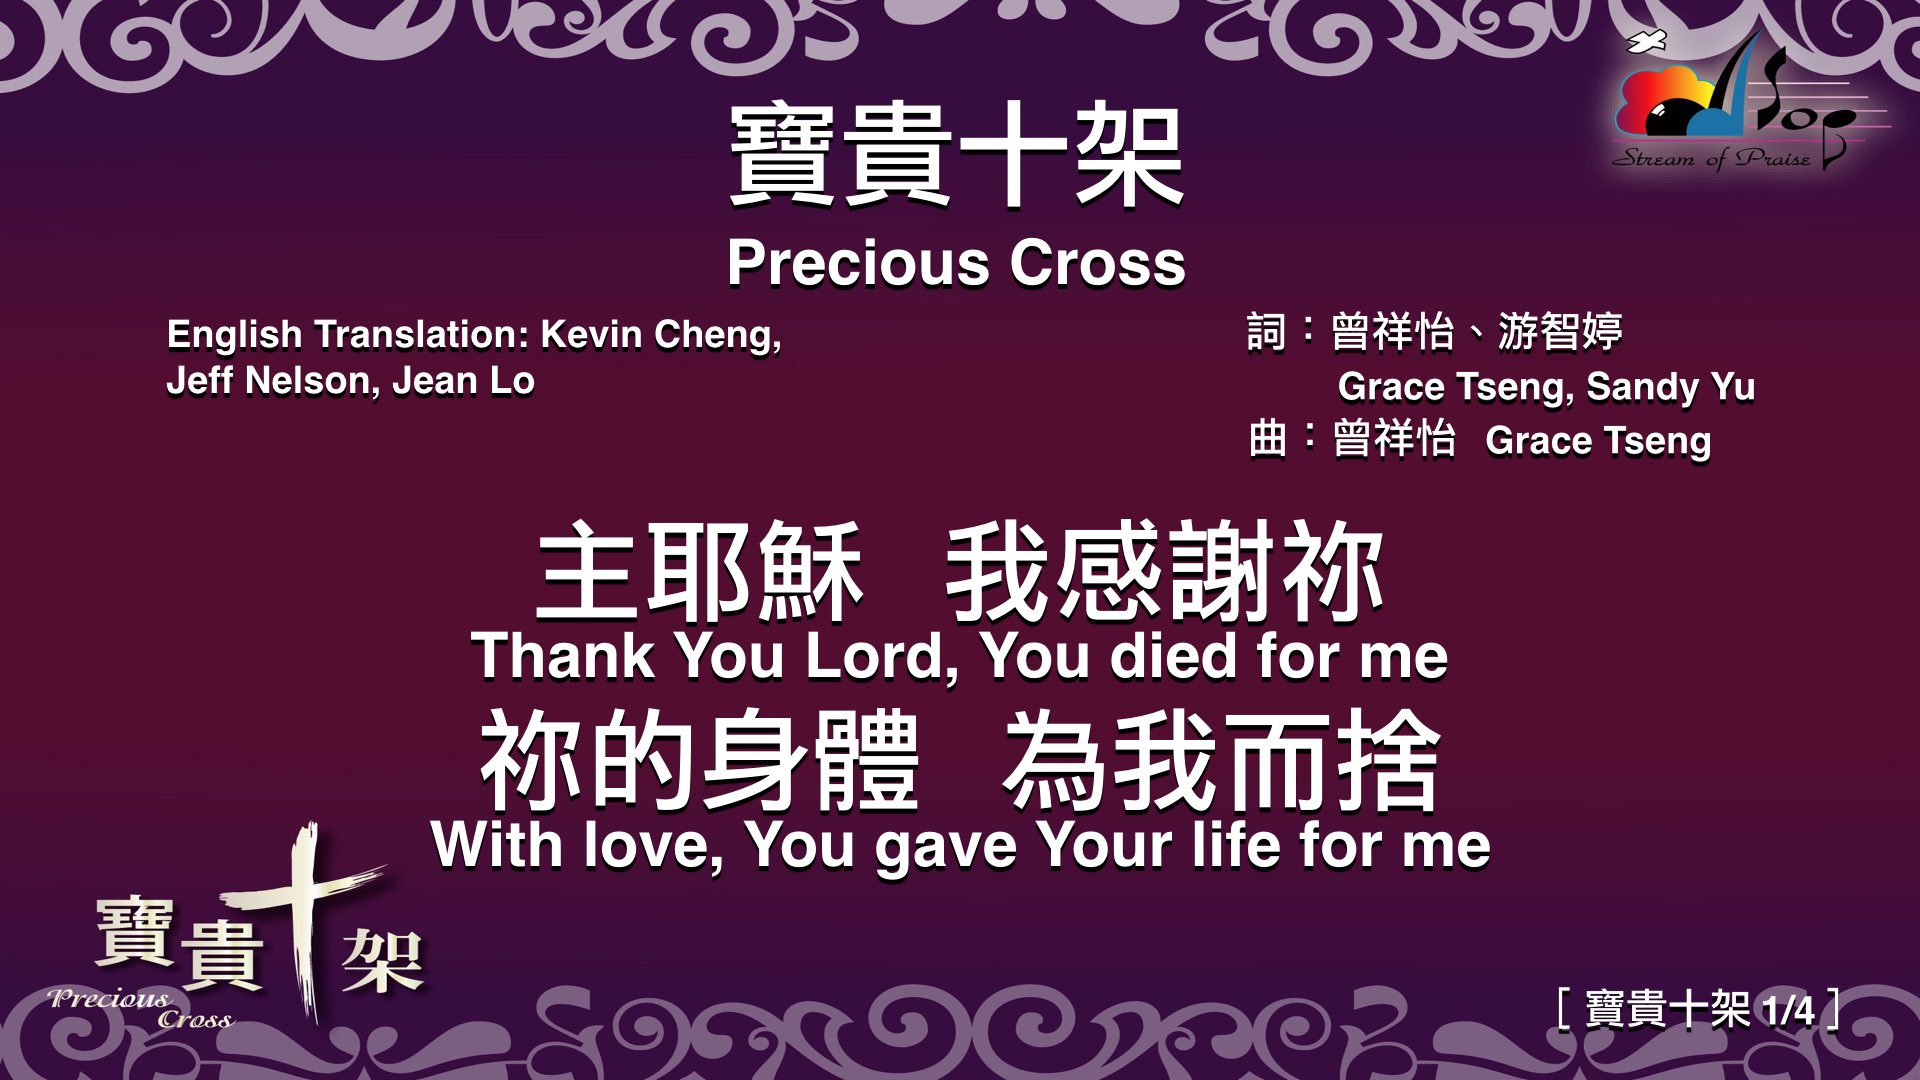 Sop
Stream of Praise
寶貴十架
Precious Cross
English Translation: Kevin Cheng,
Jeff Nelson, Jean Lo
詞：曾祥怡、游智婷
Grace Tseng, Sandy Yu
曲：曾祥怡 Grace Tseng
主耶穌 我感謝祢
Thank You Lord, You died for me
祢的身體 為我而捨
With love, You gave Your life for me
寶貴十架
Precious
Cross
[ 寶貴十架 1/4 ]